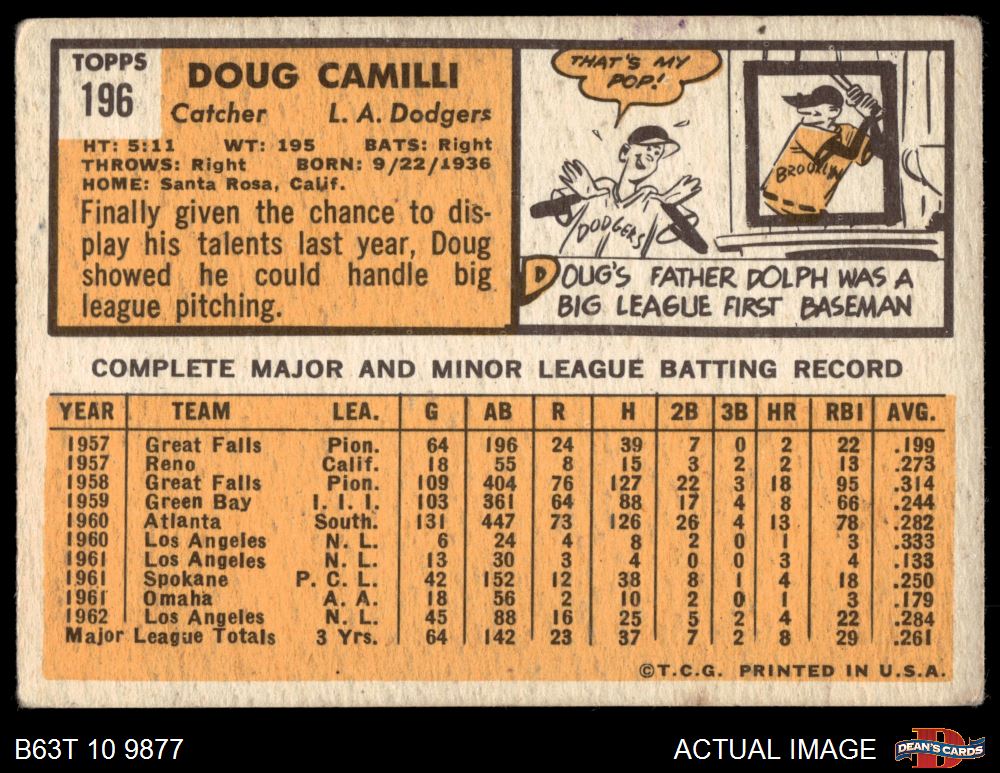 TOPPS
196
DOUG CAMILLI
Catcher L. A. Dodgers
HT: 5:11 WT: 195 BATS: Right
THROWS: Right BORN: 9/22/1936
HOME: Santa Rosa, Calif.
Finally given the chance to dis-
play his talents last year, Doug
showed he could handle big
league pitching.
THAT'S MY
POP!
DODGERS
BROOKLYN
DOUG'S FATHER DOLPH WAS A
BIG LEAGUE FIRST BASEMAN
COMPLETE MAJOR AND MINOR LEAGUE BATTING RECORD
YEAR TEAM LEA. G AB R H 2B 3B HR RBI AVG.
1957 Great Falls Pion. 64 196 24 39 7 0 2 22 .199
1957 Reno Calif. 18 55 8 15 3 2 2 13 .273
1958 Great Falls Pion. 109 404 76 127 22 3 18 95 .314
1959 Green Bay I. I. I. 103 361 64 88 17 4 8 66 .244
1960 Atlanta South. 131 447 73 126 26 4 13 78 .282
1960 Los Angeles N. L. 6 24 4 8 2 0 1 3 .333
1961 Los Angeles N. L. 13 30 3 4 0 0 3 4 .133
1961 Spokane P. C. L. 42 152 12 38 8 1 4 18 .250
1961 Omaha A. A. 18 56 2 10 2 0 1 3 .179
1962 Los Angeles N. L. 45 88 16 25 5 2 4 22 .284
Major League Totals 3 Yrs. 64 142 23 37 7 2 8 29 .261
©T.C.G. PRINTED IN U.S.A.
B63T 10 9877
ACTUAL IMAGE
D
DEAN'S CARDS